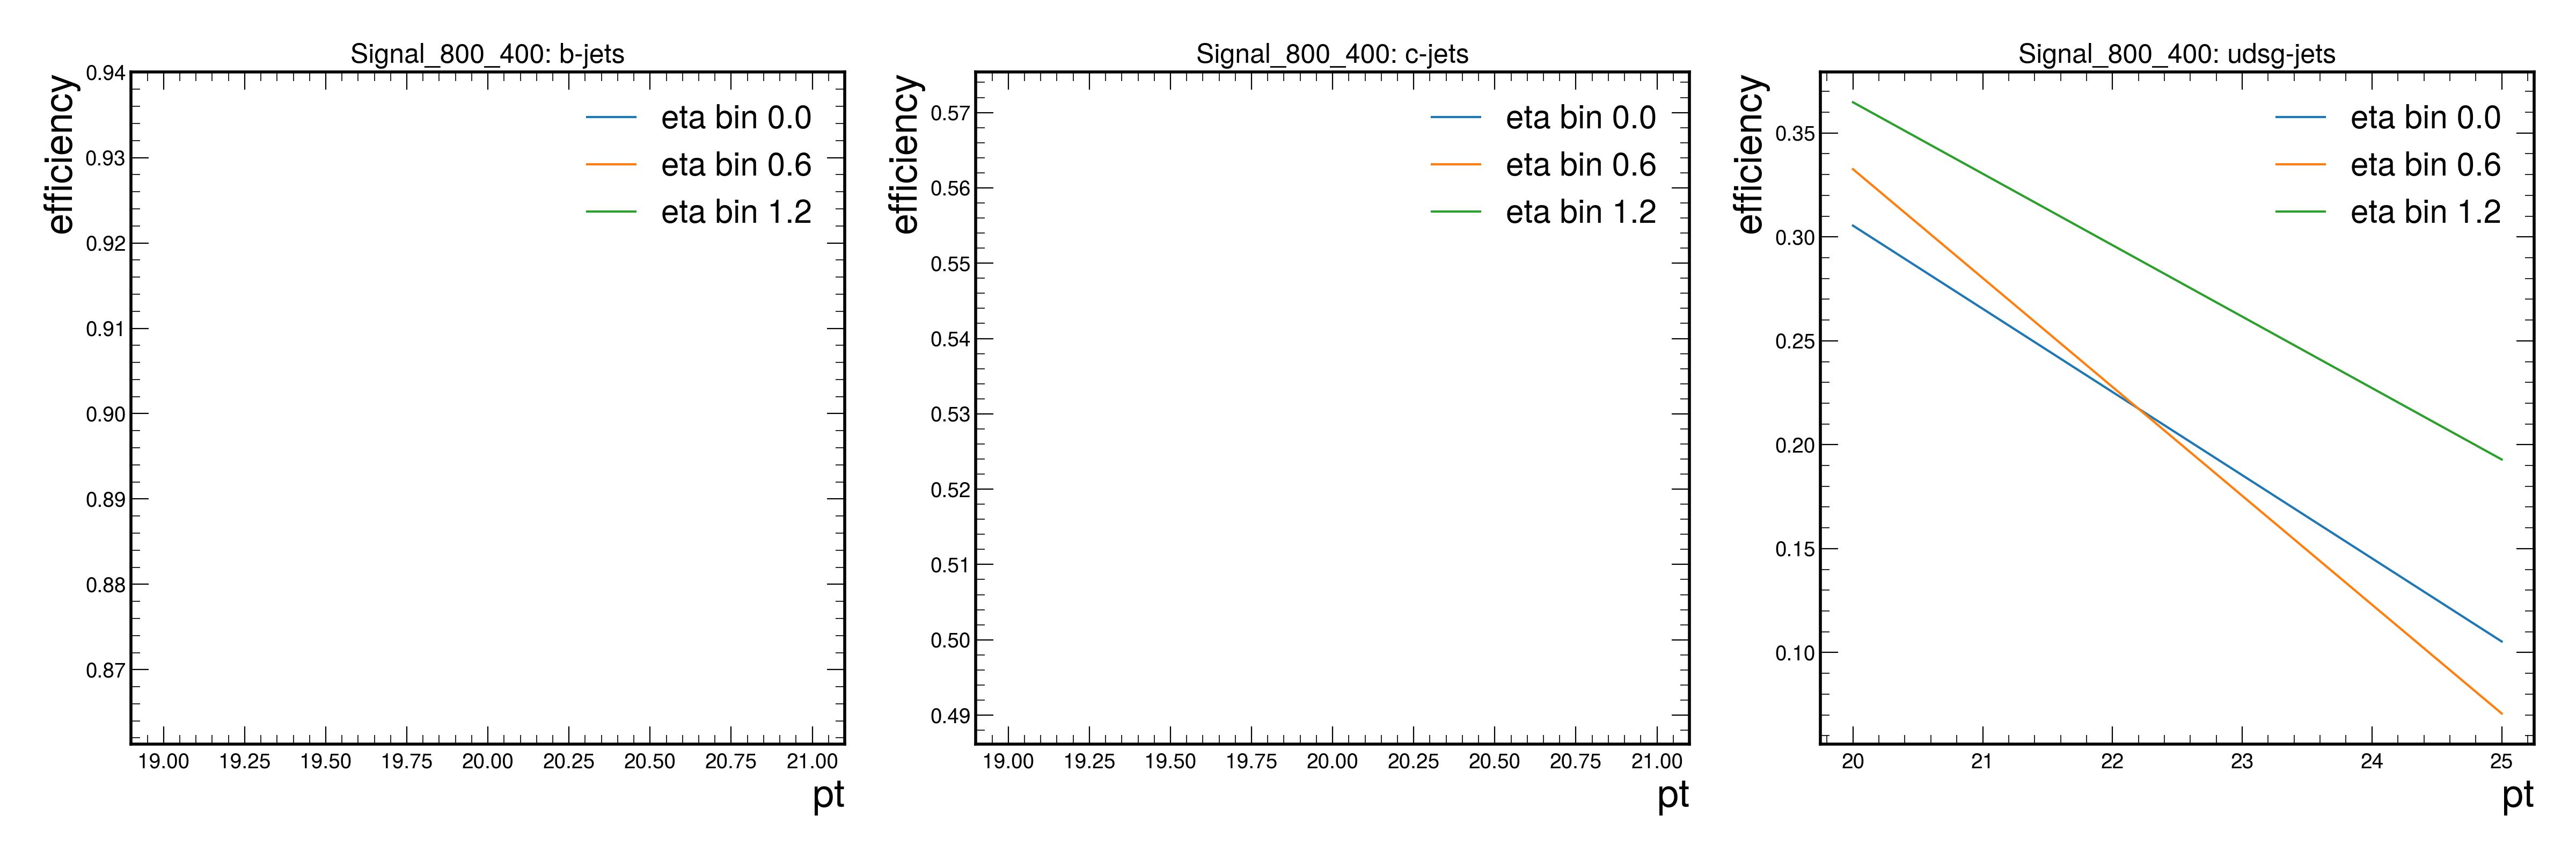 Signal_800_400: b-jets
efficiency
0.94
0.93
0.92
0.91
0.90
0.89
0.88
0.87
eta bin 0.0
eta bin 0.6
eta bin 1.2
19.00 19.25 19.50 19.75 20.00 20.25 20.50 20.75 21.00
pt
Signal_800_400: c-jets
efficiency
0.57
0.56
0.55
0.54
0.53
0.52
0.51
0.50
0.49
eta bin 0.0
eta bin 0.6
eta bin 1.2
19.00 19.25 19.50 19.75 20.00 20.25 20.50 20.75 21.00
pt
Signal_800_400: udsg-jets
efficiency
0.35
0.30
0.25
0.20
0.15
0.10
eta bin 0.0
eta bin 0.6
eta bin 1.2
20 21 22 23 24 25
pt